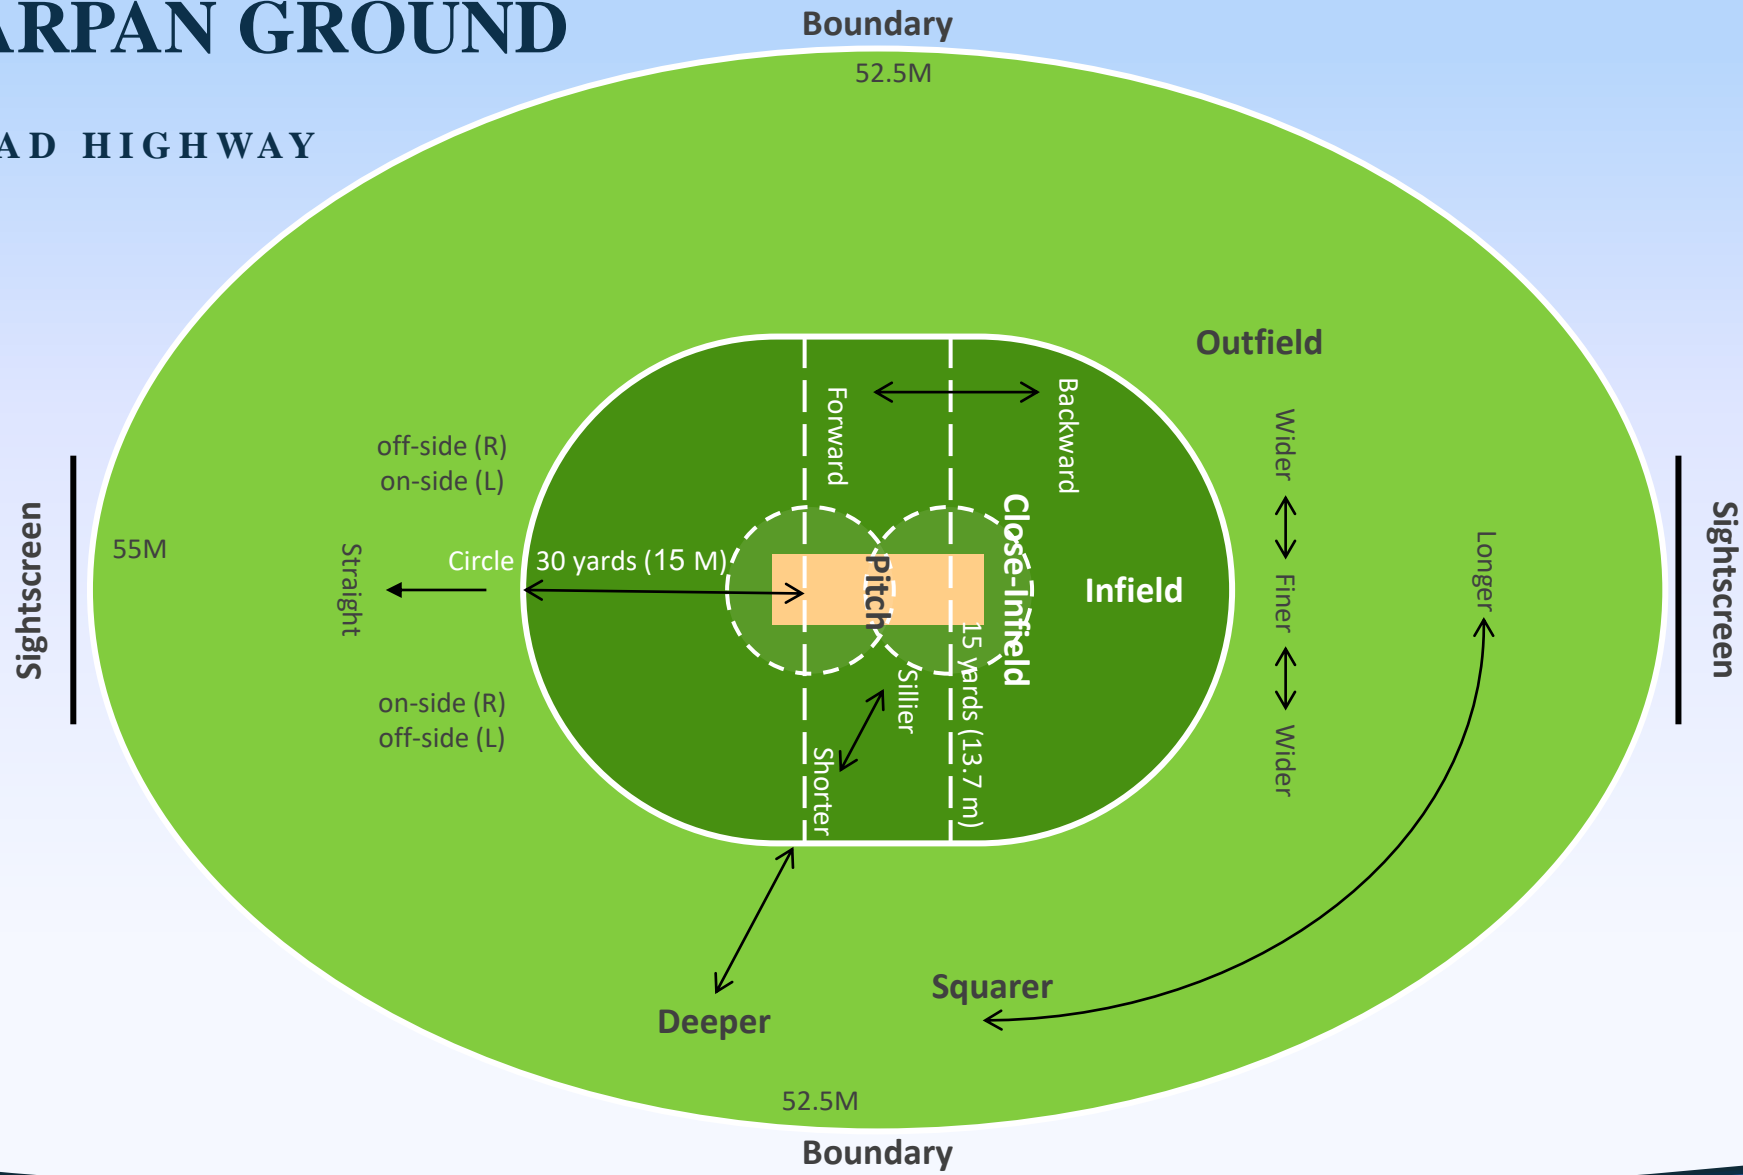 ARPAN GROUND
AD HIGHWAY
Boundary
52.5M
Outfield
Forward
Backward
Wider
off-side (R)
on-side (L)
Close-Infield
Sightscreen
55M
Straight
Circle 30 yards (15 M)
Pitch
Infield
Finer
Longer
Sightscreen
15 yards (13.7 m)
Sillier
on-side (R)
off-side (L)
Shorter
Wider
Squarer
Deeper
52.5M
Boundary